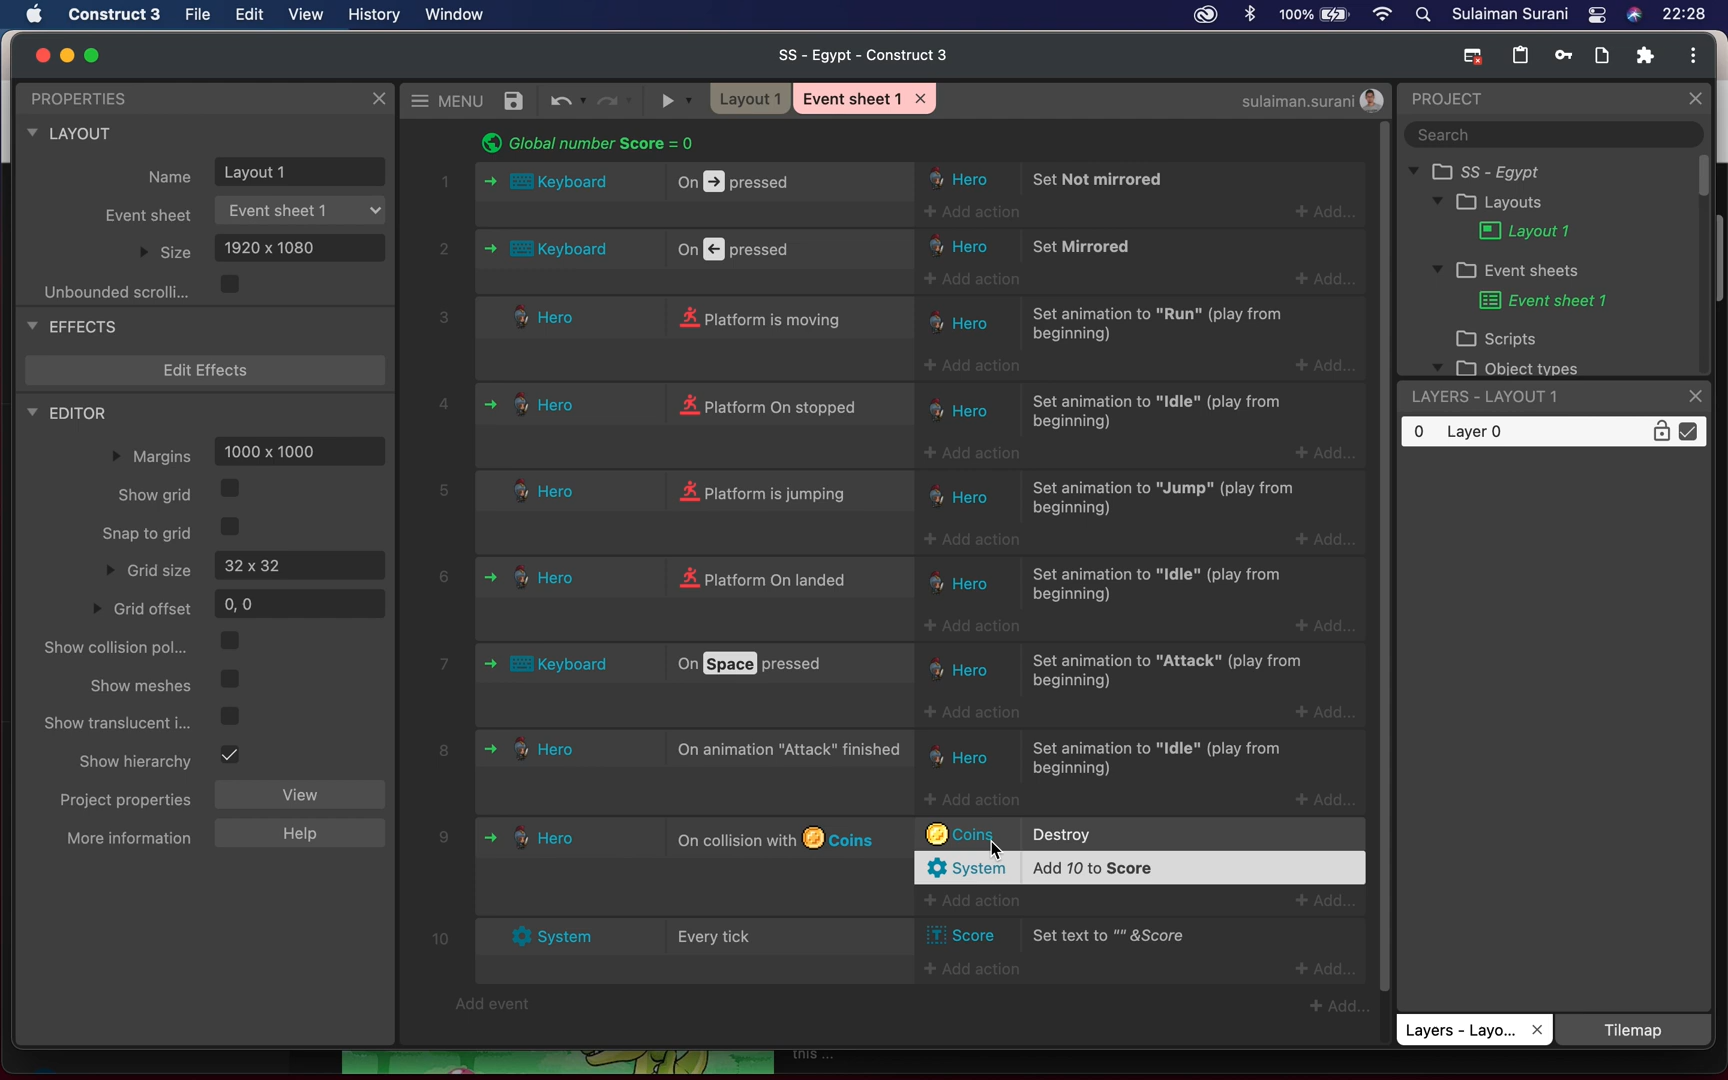 Construct 3 File Edit View History Window 100% Sulaiman Surani 22:28
SS - Egypt - Construct 3
PROPERTIES
LAYOUT
Name Layout 1
Event sheet Event sheet 1
Size 1920 x 1080
Unbounded scrolli...
EFFECTS
Edit Effects
EDITOR
Margins 1000 x 1000
Show grid
Snap to grid
Grid size 32 x 32
Grid offset 0, 0
Show collision pol...
Show meshes
Show translucent i...
Show hierarchy
Project properties View
More information Help
MENU Layout 1 Event sheet 1 sulaiman.surani
Global number Score = 0
1 Keyboard On → pressed Hero Set Not mirrored
+ Add action + Add...
2 Keyboard On ← pressed Hero Set Mirrored
+ Add action + Add...
3 Hero Platform is moving Hero Set animation to "Run" (play from
beginning)
+ Add action + Add...
4 Hero Platform On stopped Hero Set animation to "Idle" (play from
beginning)
+ Add action + Add...
5 Hero Platform is jumping Hero Set animation to "Jump" (play from
beginning)
+ Add action + Add...
6 Hero Platform On landed Hero Set animation to "Idle" (play from
beginning)
+ Add action + Add...
7 Keyboard On Space pressed Hero Set animation to "Attack" (play from
beginning)
+ Add action + Add...
8 Hero On animation "Attack" finished Hero Set animation to "Idle" (play from
beginning)
+ Add action + Add...
9 Hero On collision with Coins Coins Destroy
System Add 10 to Score
+ Add action + Add...
10 System Every tick Score Set text to "" &Score
+ Add action + Add...
Add event + Add...
PROJECT
Search
SS - Egypt
Layouts
Layout 1
Event sheets
Event sheet 1
Scripts
Object types
LAYERS - LAYOUT 1
0 Layer 0
Layers - Layo... Tilemap
this ...